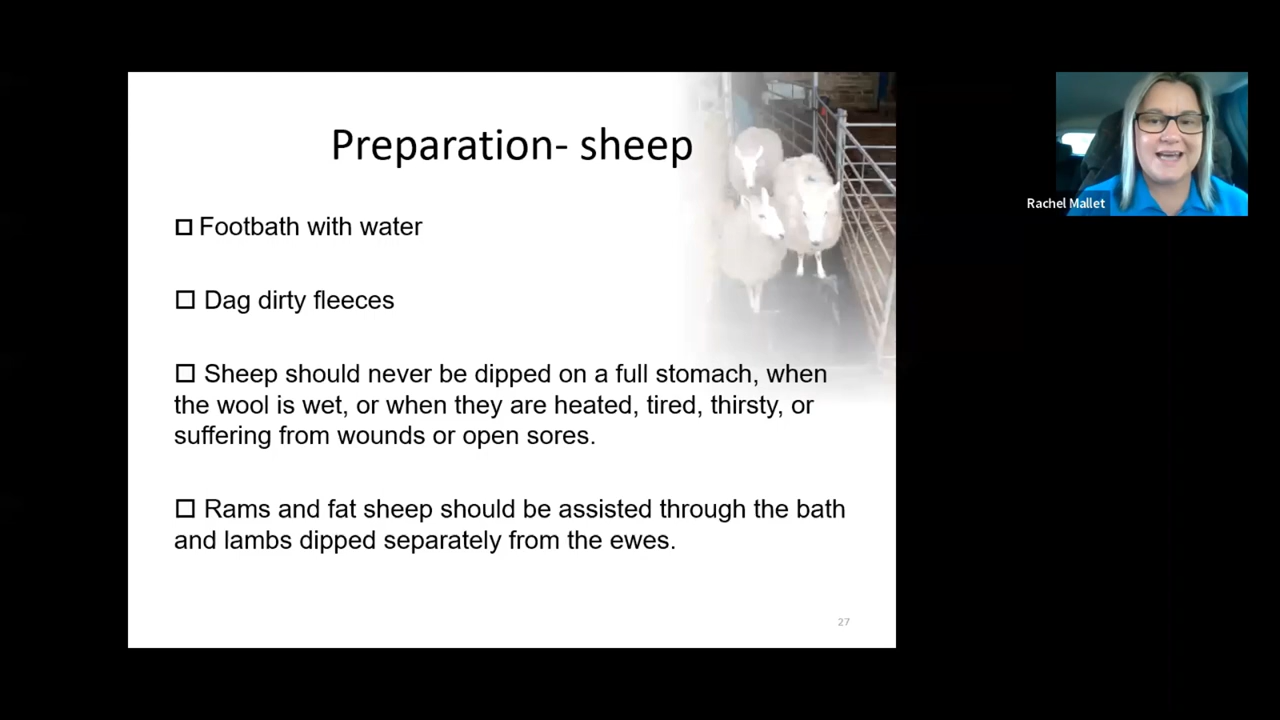 Preparation- sheep
Rachel Mallet
□ Footbath with water
□ Dag dirty fleeces
□ Sheep should never be dipped on a full stomach, when
the wool is wet, or when they are heated, tired, thirsty, or
suffering from wounds or open sores.
□ Rams and fat sheep should be assisted through the bath
and lambs dipped separately from the ewes.
27